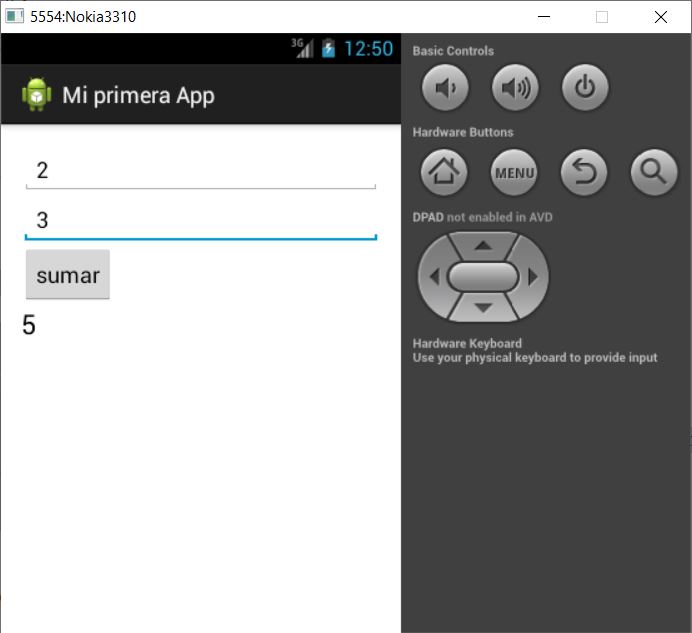 5554:Nokia3310
3G 12:50
Mi primera App
2
3
sumar
5
Basic Controls
Hardware Buttons
MENU
DPAD not enabled in AVD
Hardware Keyboard
Use your physical keyboard to provide input